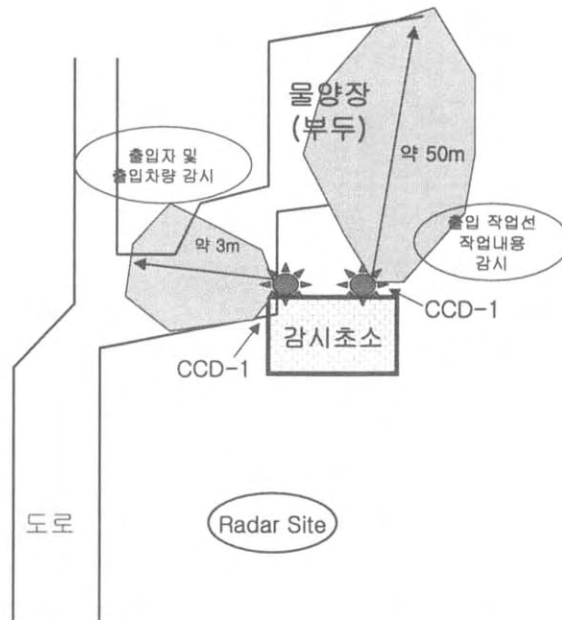 물양장
(부두)
출입자 및
출입차량 감시
약 50m
출입 작업선
작업내용
감시
약 3m
CCD-1
감시초소
CCD-1
도로
Radar Site